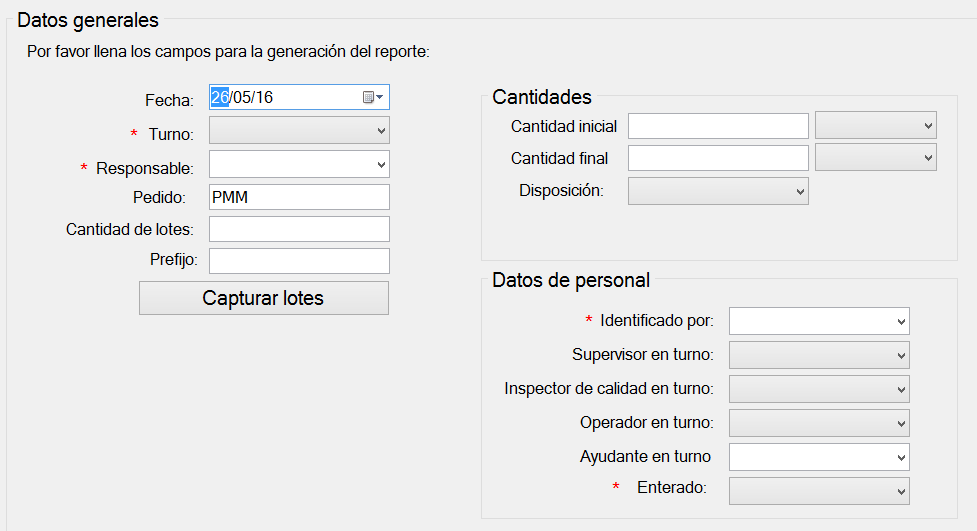 Datos generales
Por favor llena los campos para la generación del reporte:
Fecha: 26/05/16
* Turno:
* Responsable:
Pedido: PMM
Cantidad de lotes:
Prefijo:
Capturar lotes
Cantidades
Cantidad inicial
Cantidad final
Disposición:
Datos de personal
* Identificado por:
Supervisor en turno:
Inspector de calidad en turno:
Operador en turno:
Ayudante en turno
* Enterado: